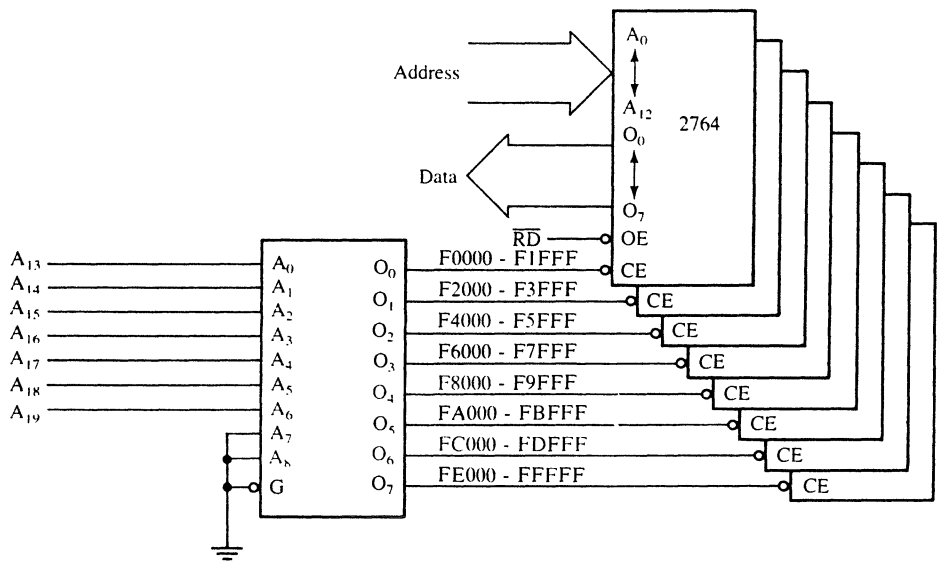 Address
A₀
A₁₂
2764
O₀
Data
O₇
RD
OE
A₁₃
A₁₄
A₁₅
A₁₆
A₁₇
A₁₈
A₁₉
A₀
A₁
A₂
A₃
A₄
A₅
A₆
A₇
A₈
G
O₀
O₁
O₂
O₃
O₄
O₅
O₆
O₇
F0000 - F1FFF
F2000 - F3FFF
F4000 - F5FFF
F6000 - F7FFF
F8000 - F9FFF
FA000 - FBFFF
FC000 - FDFFF
FE000 - FFFFF
CE
CE
CE
CE
CE
CE
CE
CE